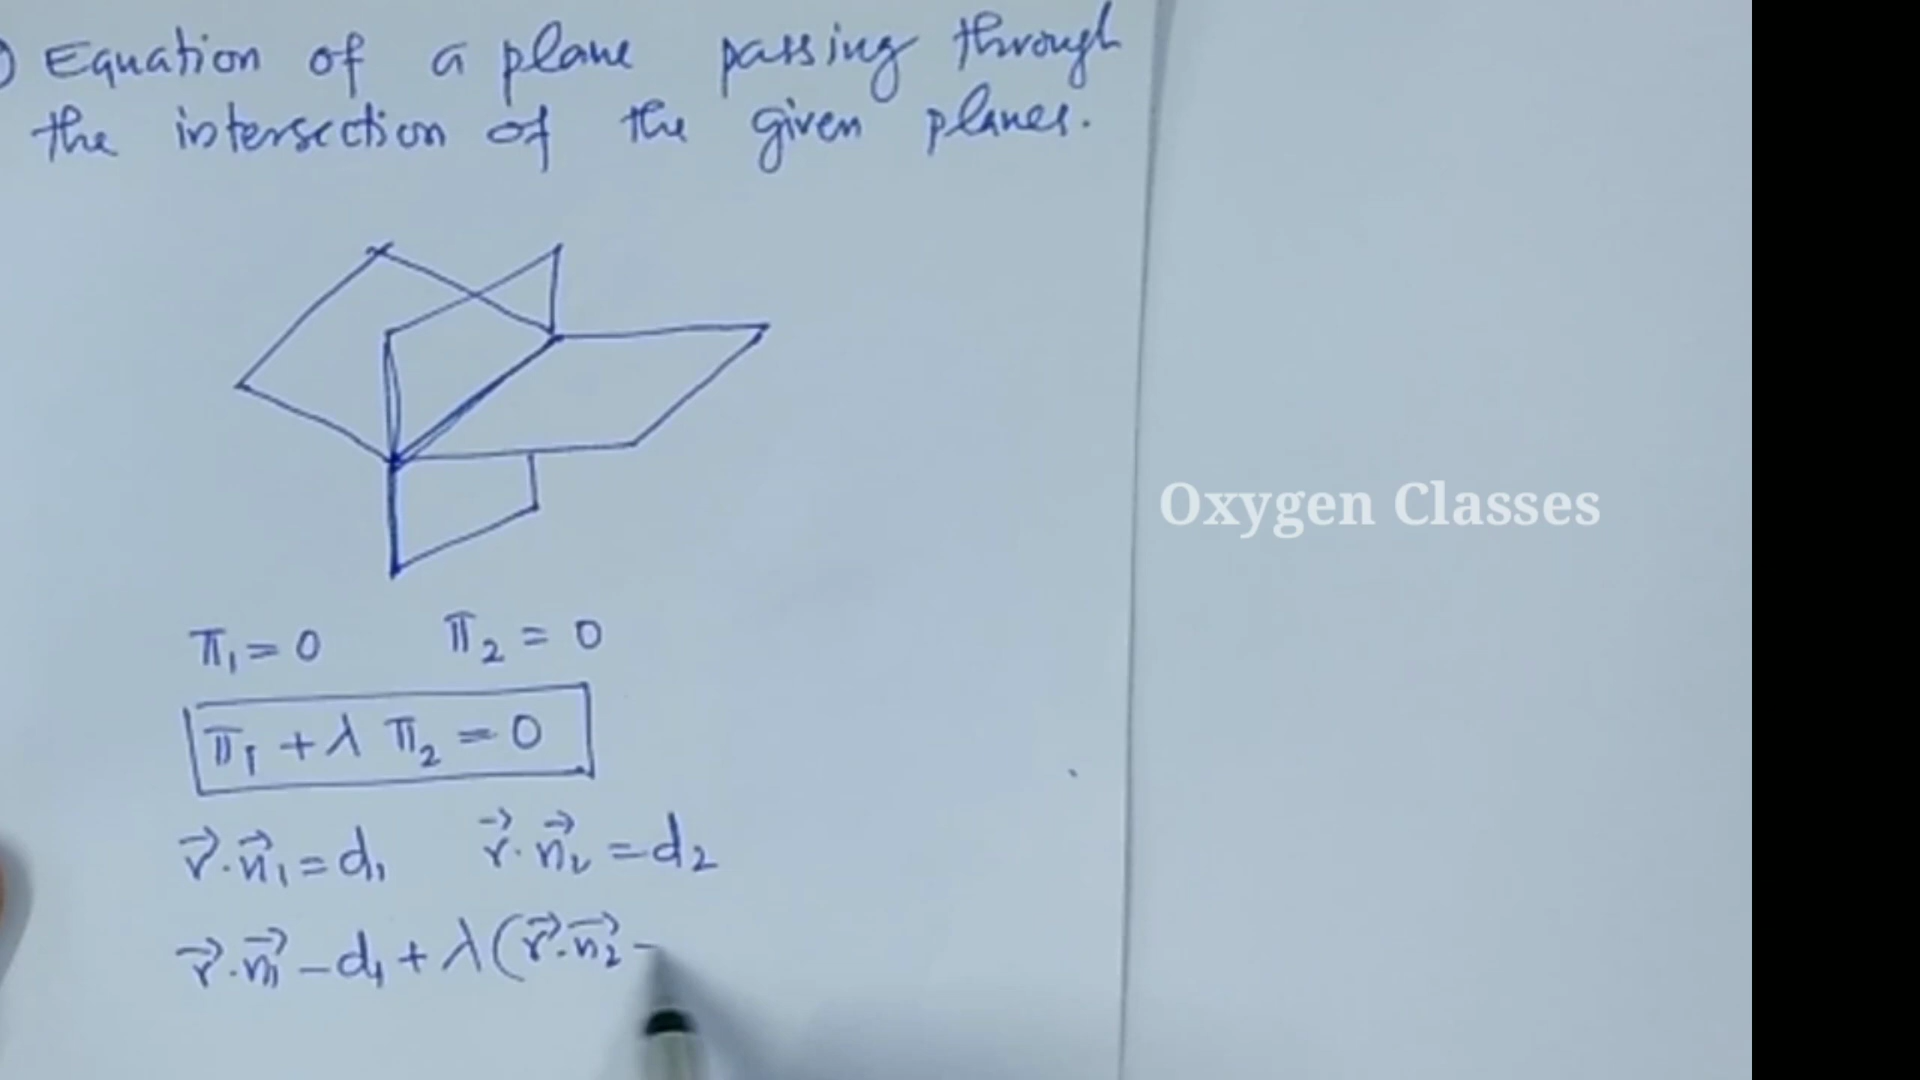 ) Equation of a plane passing through
the intersection of the given planes.
Oxygen Classes
π₁ = 0 π₂ = 0
π₁ + λ π₂ = 0
r⃗ · n⃗₁ = d₁ r⃗ · n⃗₂ = d₂
r⃗ · n⃗₁ − d₁ + λ ( r⃗ · n⃗₂ −